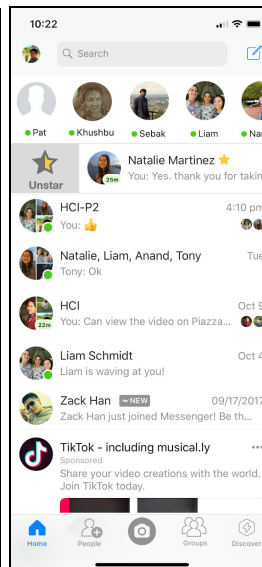 10:22
Search
Pat
Khushbu
Sebak
Liam
Unstar
25m
Natalie Martinez
You: Yes. thank you for takin
HCI-P2
4:10 pm
You: 👍
Natalie, Liam, Anand, Tony
Tue
Tony: Ok
22m
HCI
Oct 9
You: Can view the video on Piazza...
Liam Schmidt
Oct 4
Liam is waving at you!
Zack Han
NEW
09/17/2017
Zack Han just joined Messenger! Be th...
TikTok - including musical.ly
Sponsored
Share your video creations with the world.
Join TikTok today.
Home
People
Groups
Discover